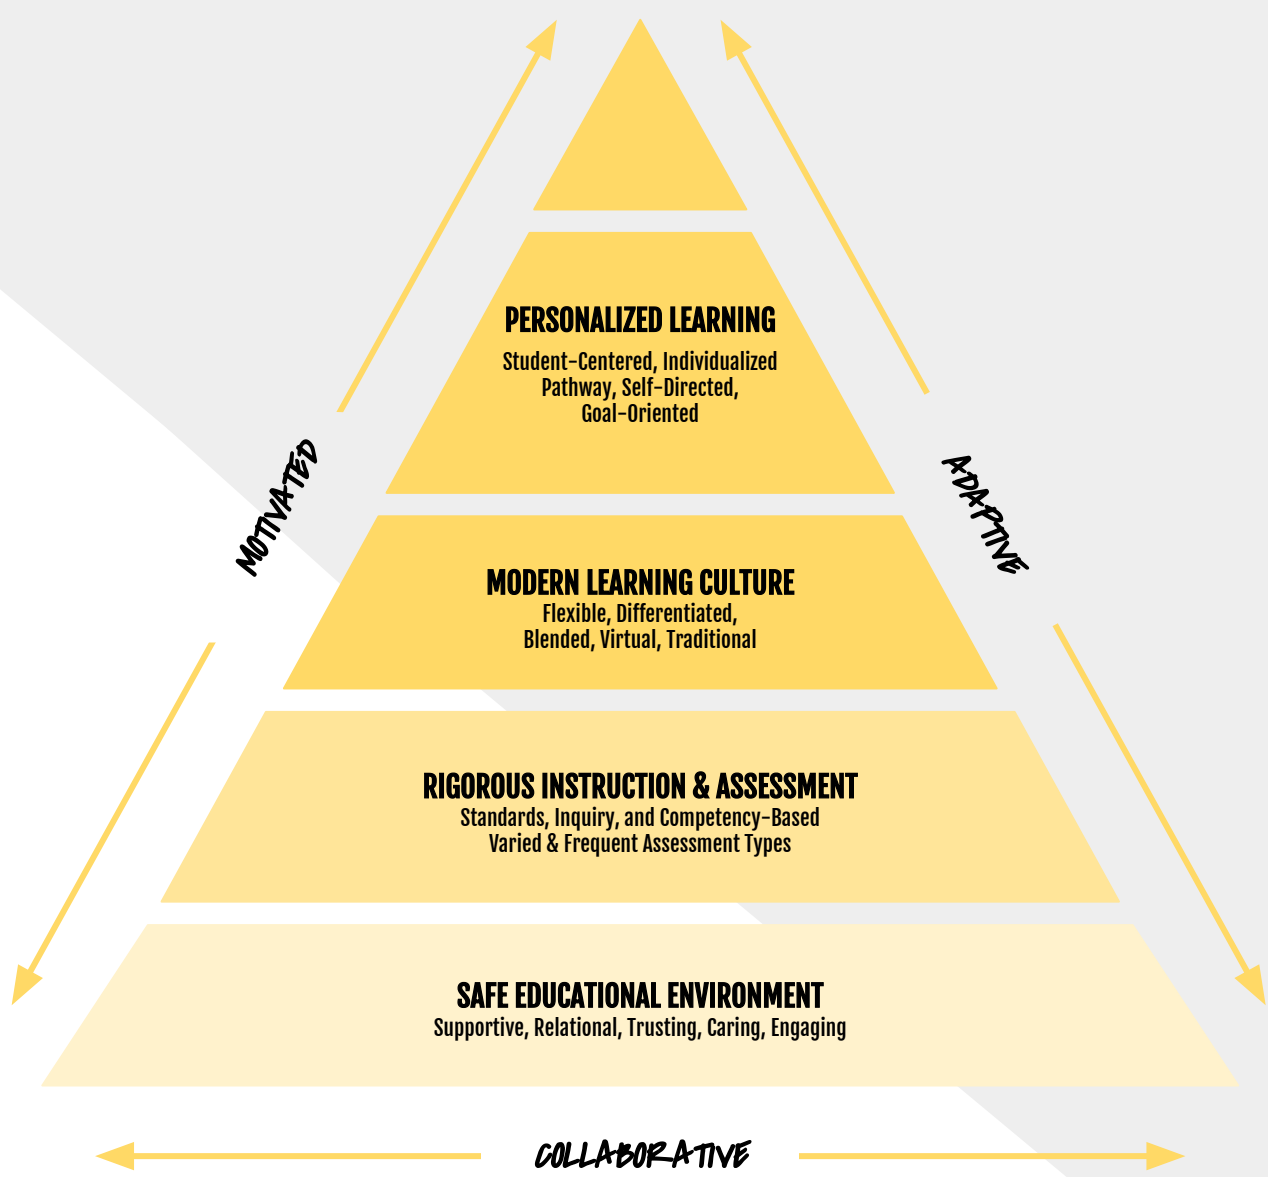 PERSONALIZED LEARNING
Student-Centered, Individualized
Pathway, Self-Directed,
Goal-Oriented
MOTIVATED
ADAPTIVE
MODERN LEARNING CULTURE
Flexible, Differentiated,
Blended, Virtual, Traditional
RIGOROUS INSTRUCTION & ASSESSMENT
Standards, Inquiry, and Competency-Based
Varied & Frequent Assessment Types
SAFE EDUCATIONAL ENVIRONMENT
Supportive, Relational, Trusting, Caring, Engaging
COLLABORATIVE